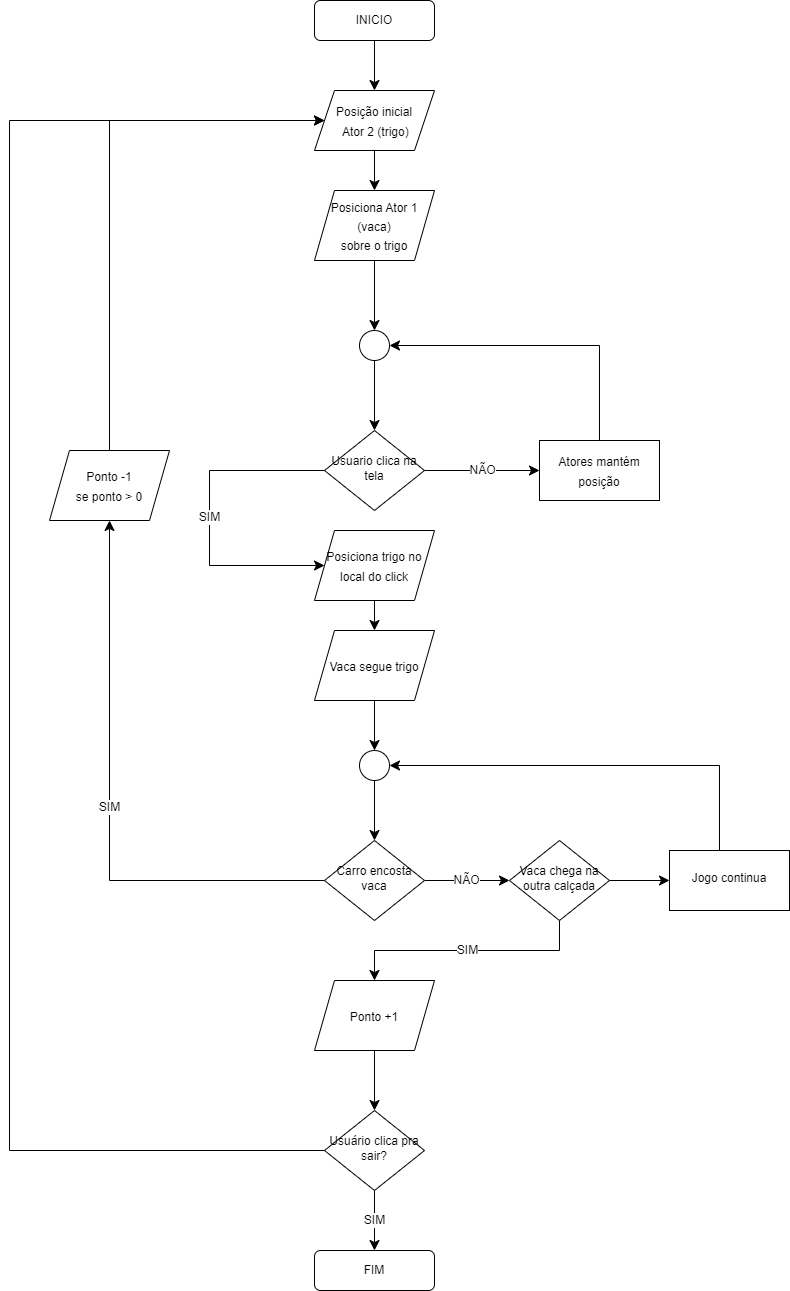 INICIO
Posição inicial
Ator 2 (trigo)
Posiciona Ator 1
(vaca)
sobre o trigo
Usuario clica na
tela
NÃO
Atores mantém
posição
SIM
Ponto -1
se ponto > 0
Posiciona trigo no
local do click
Vaca segue trigo
SIM
Carro encosta
vaca
NÃO
Vaca chega na
outra calçada
Jogo continua
SIM
Ponto +1
Usuário clica pra
sair?
SIM
FIM